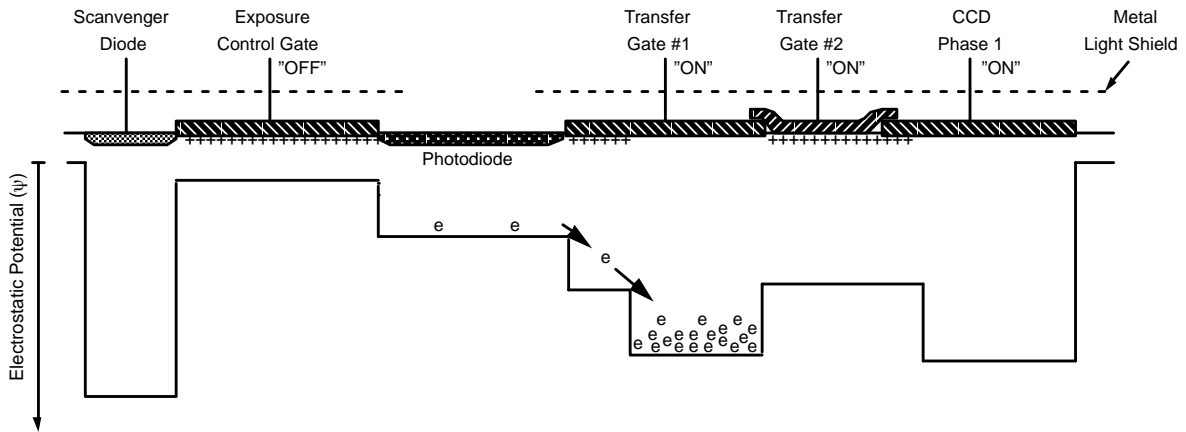 Scanvenger
Diode
Exposure
Control Gate
"OFF"
Transfer
Gate #1
"ON"
Transfer
Gate #2
"ON"
CCD
Phase 1
"ON"
Metal
Light Shield
Photodiode
Electrostatic Potential (ψ)
e e
e
e e e
e e e e e e e
e e e e e e e e